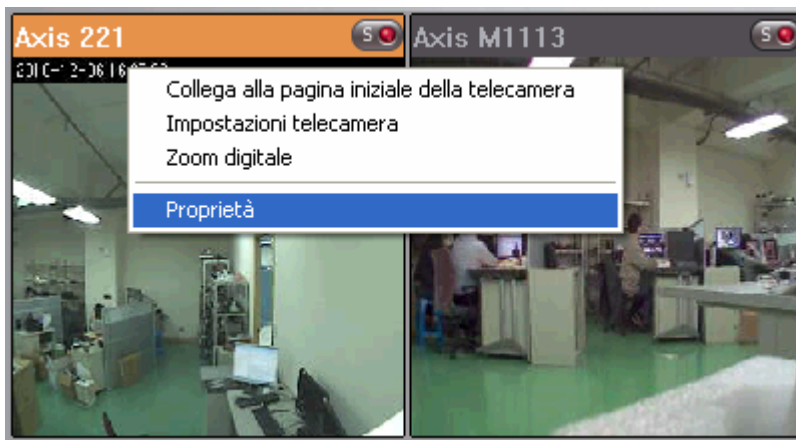 Axis 221
S
Axis M1113
S
Collega alla pagina iniziale della telecamera
Impostazioni telecamera
Zoom digitale
Proprietà